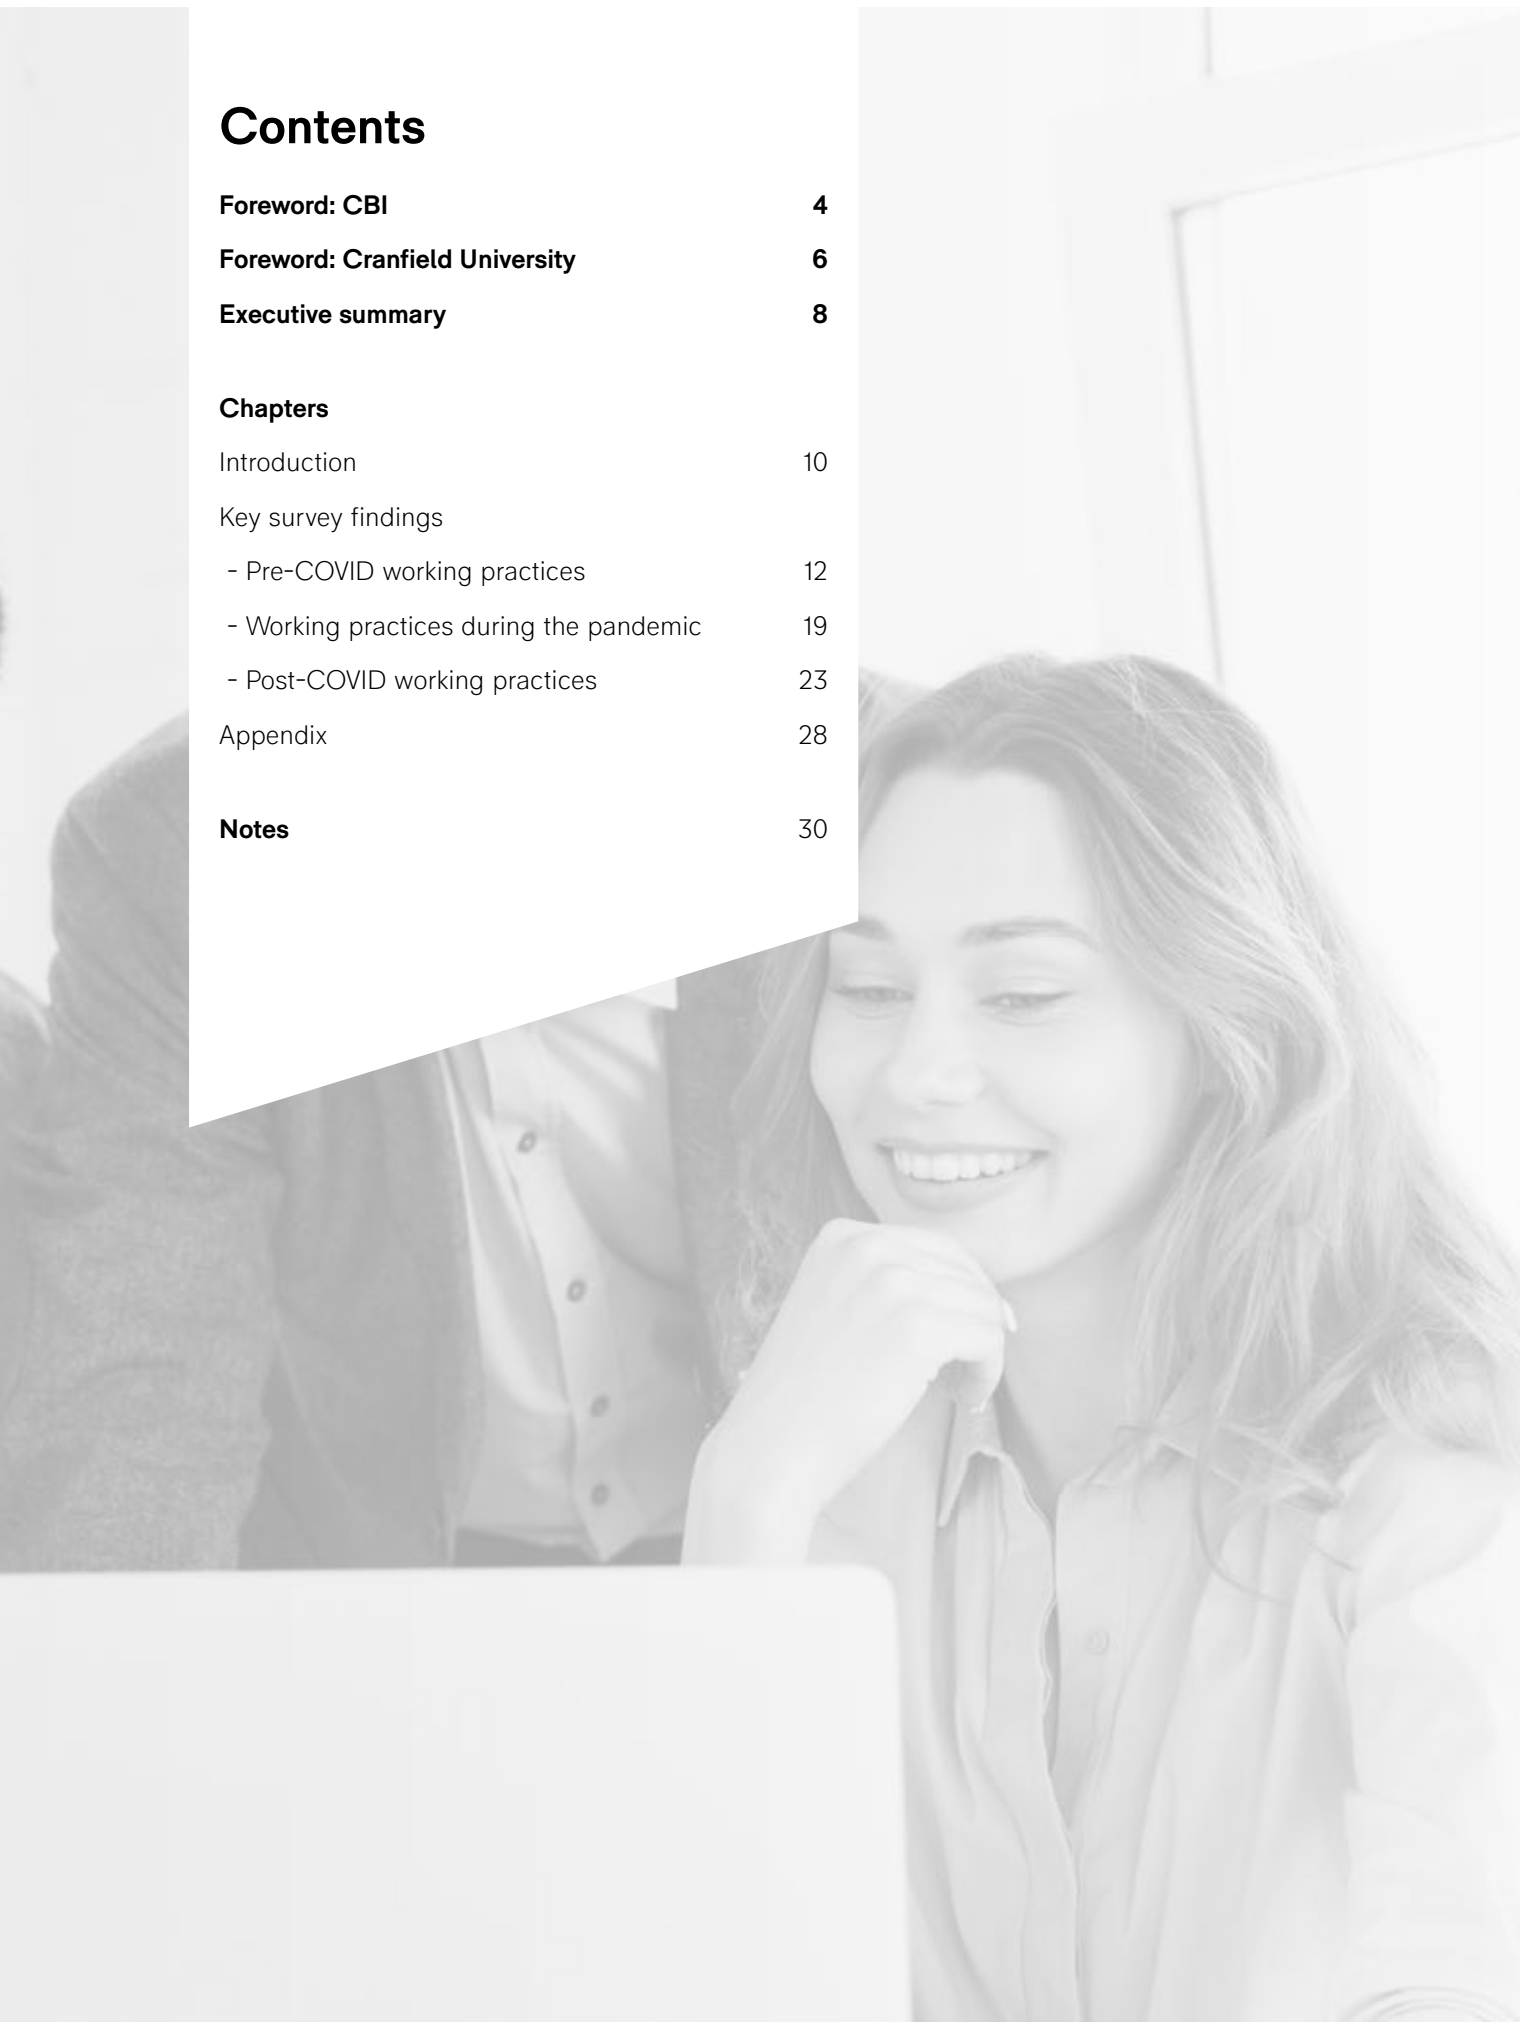 Contents
Foreword: CBI 4
Foreword: Cranfield University 6
Executive summary 8
Chapters
Introduction 10
Key survey findings
- Pre-COVID working practices 12
- Working practices during the pandemic 19
- Post-COVID working practices 23
Appendix 28
Notes 30